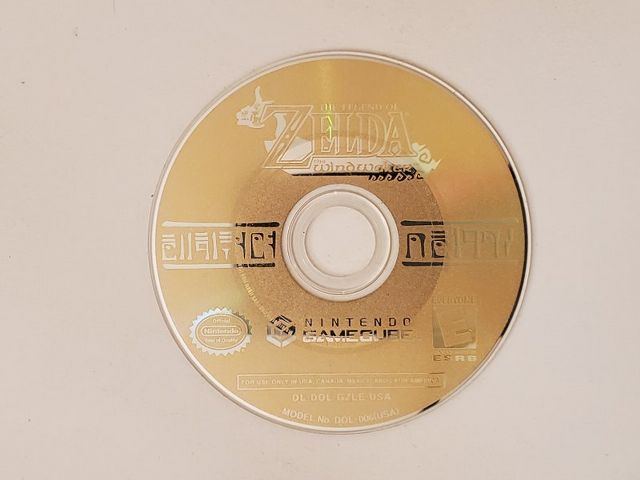 THE LEGEND OF
ZELDA
THE
WindWaker
Official
Nintendo
Seal of Quality
NINTENDO
GAMECUBE
EVERYONE
E
ESRB
FOR USE ONLY IN USA, CANADA, MEXICO AND LATIN AMERICA
DL DOL GZLE USA
MODEL No. DOL-006(USA)